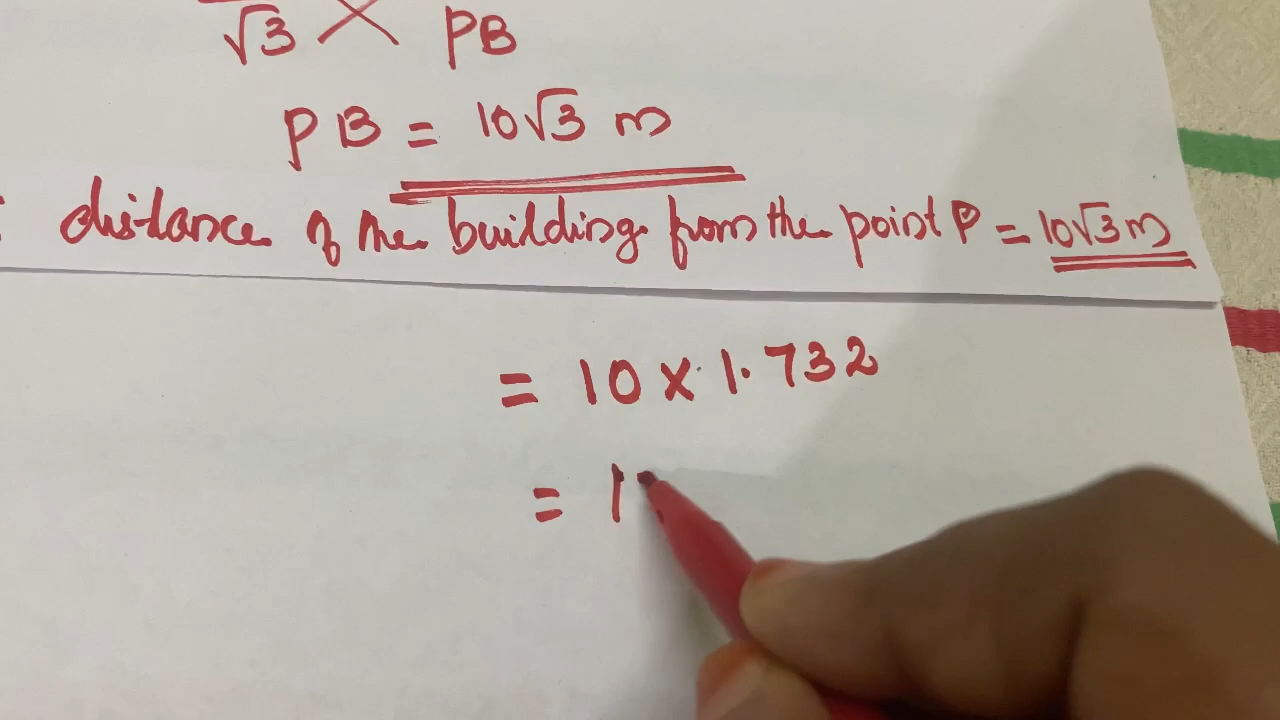 √3 PB
PB = 10√3 m
: distance of the building from the point P = 10√3 m
= 10 x 1.732
= 1